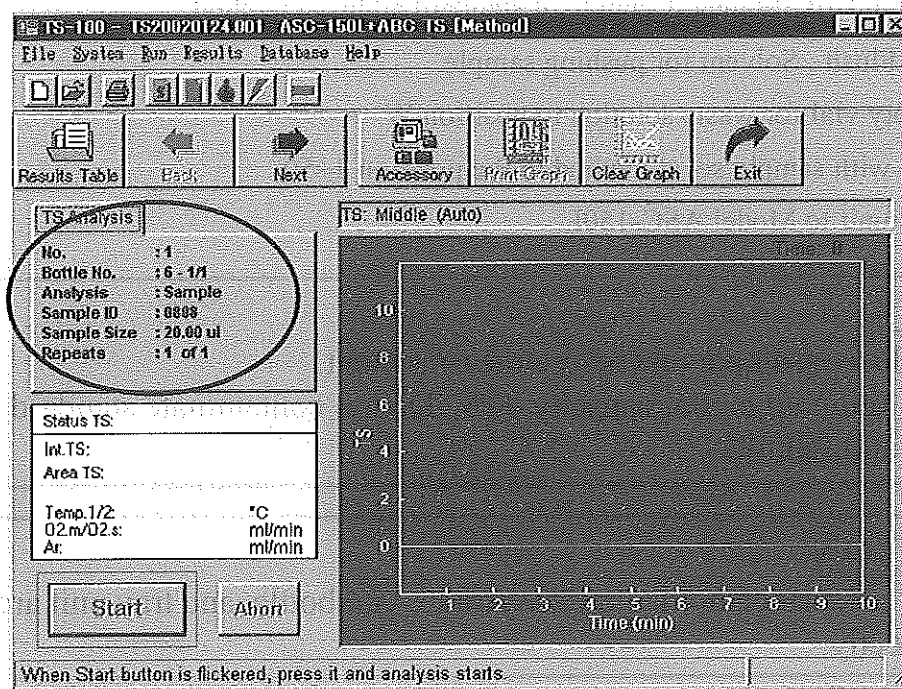 TS-100 - TS20020124.001 ASC-150L+ABC TS [Method]
File System Run Results Database Help
Results Table Back Next Accessory Print Graph Clear Graph Exit
TS Analysis
No. : 1
Bottle No. : 6 - 1/1
Analysis : Sample
Sample ID : 0808
Sample Size : 20.00 ul
Repeats : 1 of 1
Status TS:
Int.TS:
Area TS:
Temp.1/2: °C
O2.m/O2.s: ml/min
Ar: ml/min
Start Abort
TS: Middle (Auto)
10
8
6
TS
4
2
0
1 2 3 4 5 6 7 8 9 10
Time (min)
When Start button is flickered, press it and analysis starts